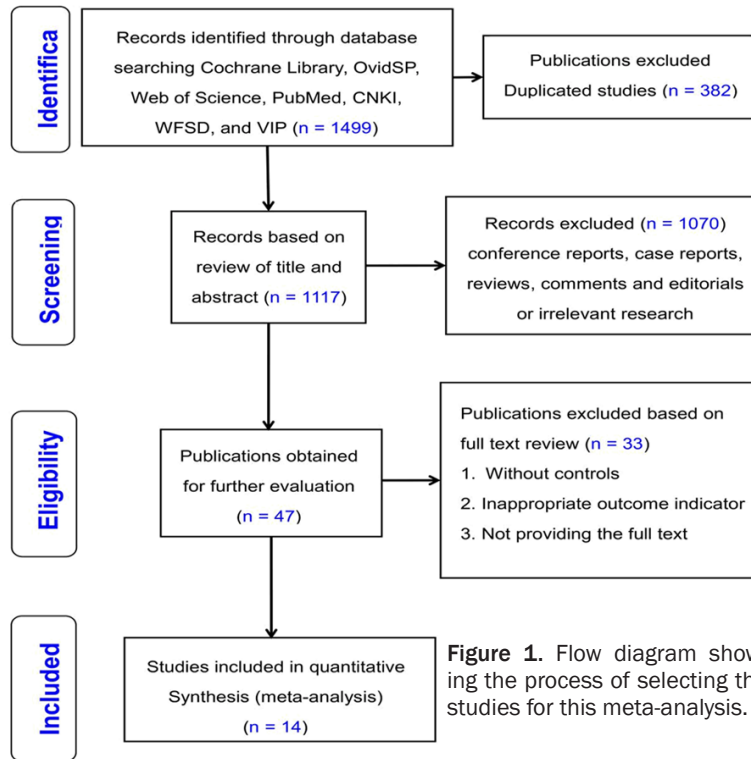 Identifica
Records identified through database
searching Cochrane Library, OvidSP,
Web of Science, PubMed, CNKI,
WFSD, and VIP (n = 1499)
Publications excluded
Duplicated studies (n = 382)
Screening
Records based on
review of title and
abstract (n = 1117)
Records excluded (n = 1070)
conference reports, case reports,
reviews, comments and editorials
or irrelevant research
Eligibility
Publications obtained
for further evaluation
(n = 47)
Publications excluded based on
full text review (n = 33)
1. Without controls
2. Inappropriate outcome indicator
3. Not providing the full text
Included
Studies included in quantitative
Synthesis (meta-analysis)
(n = 14)
Figure 1. Flow diagram show-
ing the process of selecting th
studies for this meta-analysis.